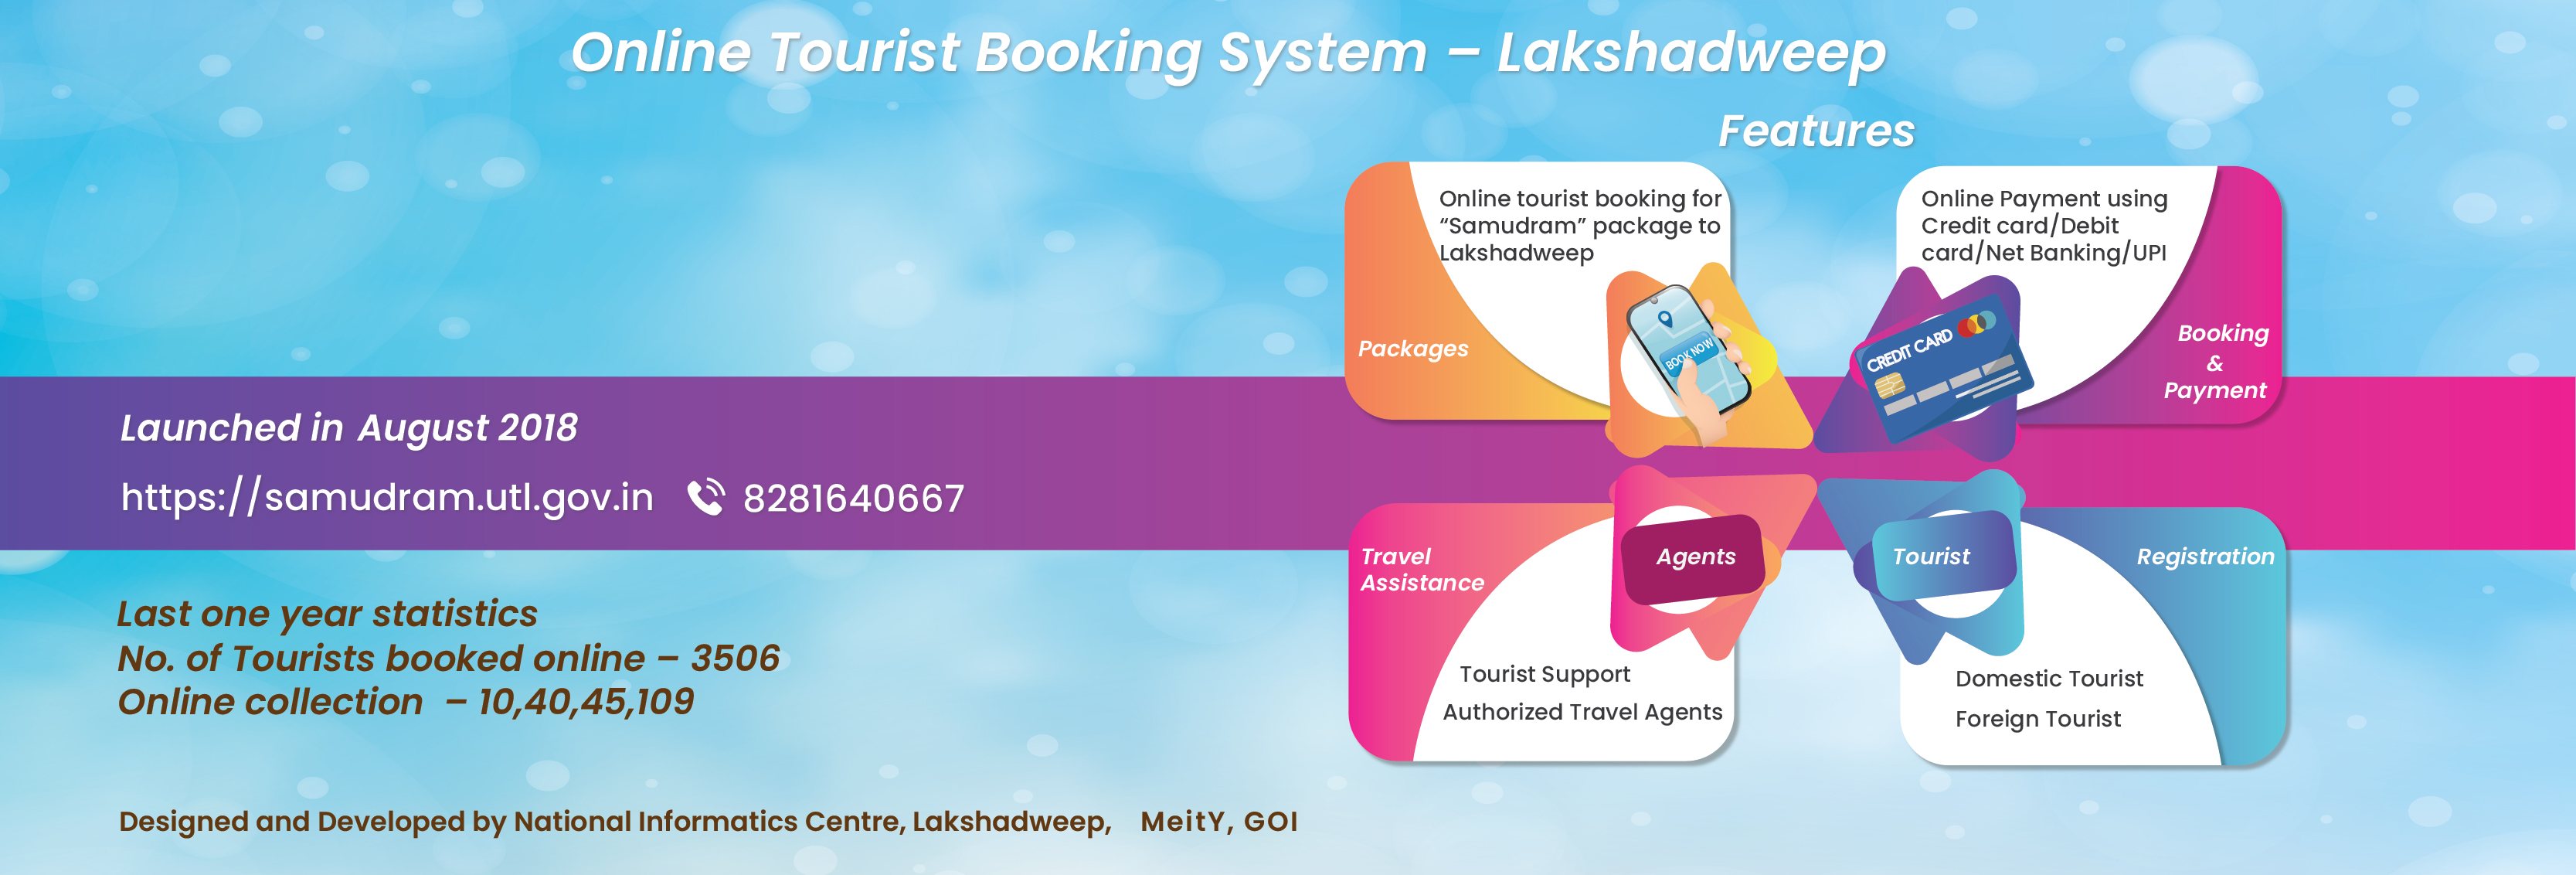 Online Tourist Booking System – Lakshadweep
Features
Online tourist booking for
“Samudram” package to
Lakshadweep
Packages
BOOK NOW
Online Payment using
Credit card/Debit
card/Net Banking/UPI
CREDIT CARD
Booking
&
Payment
Launched in August 2018
https://samudram.utl.gov.in 8281640667
Travel
Assistance
Agents
Tourist Support
Authorized Travel Agents
Tourist
Registration
Domestic Tourist
Foreign Tourist
Last one year statistics
No. of Tourists booked online – 3506
Online collection – 10,40,45,109
Designed and Developed by National Informatics Centre, Lakshadweep, MeitY, GOI